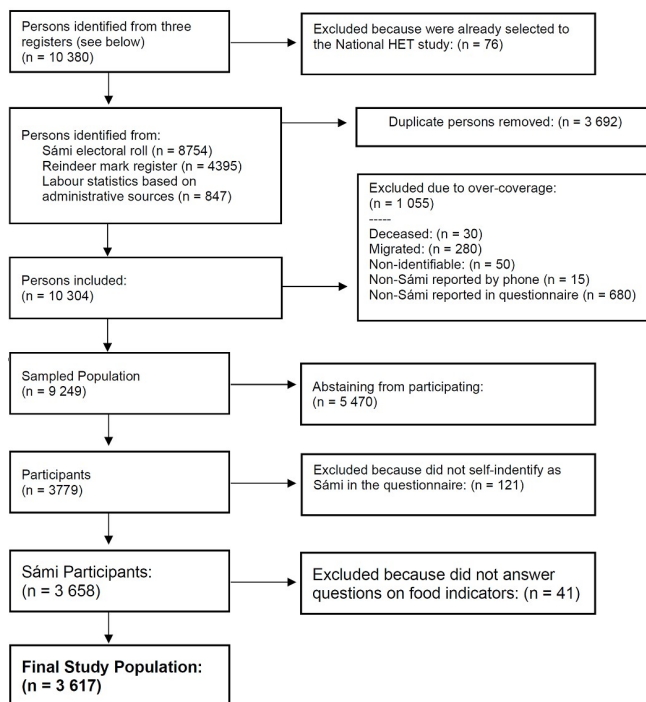 Persons identified from three
registers (see below)
(n = 10 380)
Excluded because were already selected to
the National HET study: (n = 76)
Persons identified from:
Sámi electoral roll (n = 8754)
Reindeer mark register (n = 4395)
Labour statistics based on
administrative sources (n = 847)
Duplicate persons removed: (n = 3 692)
Excluded due to over-coverage:
(n = 1 055)
-----
Deceased: (n = 30)
Migrated: (n = 280)
Non-identifiable: (n = 50)
Non-Sámi reported by phone (n = 15)
Non-Sámi reported in questionnaire (n = 680)
Persons included:
(n = 10 304)
Sampled Population
(n = 9 249)
Abstaining from participating:
(n = 5 470)
Participants
(n = 3779)
Excluded because did not self-indentify as
Sámi in the questionnaire: (n = 121)
Sámi Participants:
(n = 3 658)
Excluded because did not answer
questions on food indicators: (n = 41)
Final Study Population:
(n = 3 617)